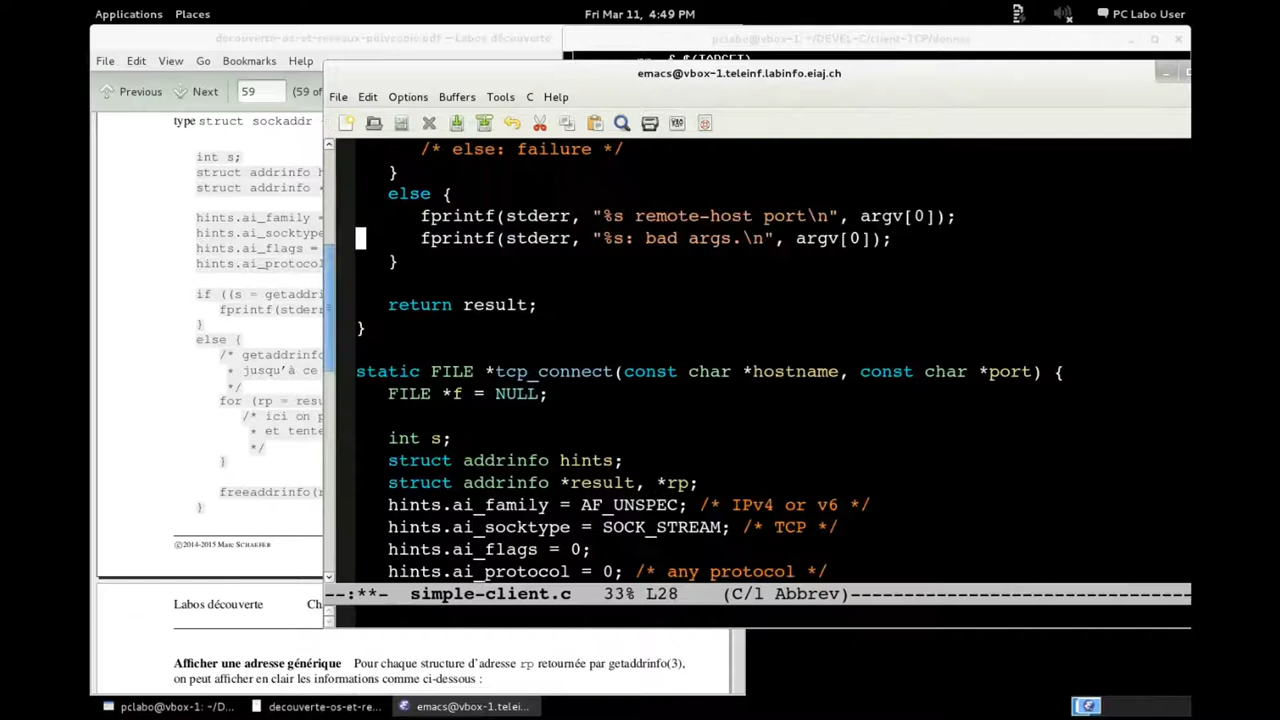 Applications Places Fri Mar 11, 4:49 PM PC Labo User
decouverte-os-et-reseaux-polycopie.pdf — Labos découverte
pclabo@vbox-1: ~/DEVEL-C/client-TCP/donnee
File Edit View Go Bookmarks Help
Previous Next 59 (59 of
type struct sockaddr
int s;
struct addrinfo h
struct addrinfo *
hints.ai_family =
hints.ai_socktype
hints.ai_flags =
hints.ai_protocol
if ((s = getaddri
fprintf(stderr
}
else {
/* getaddrinfo
* jusqu'à ce
*/
for (rp = resu
/* ici on p
* et tente
*/
}
freeaddrinfo(r
}
©2014-2015 Marc SCHAEFER
Labos découverte Ch
Afficher une adresse générique Pour chaque structure d'adresse rp retournée par getaddrinfo(3),
on peut afficher en clair les informations comme ci-dessous :
rm -f $(TARGET)
emacs@vbox-1.teleinf.labinfo.eiaj.ch
File Edit Options Buffers Tools C Help
/* else: failure */
}
else {
fprintf(stderr, "%s remote-host port\n", argv[0]);
fprintf(stderr, "%s: bad args.\n", argv[0]);
}
return result;
}
static FILE *tcp_connect(const char *hostname, const char *port) {
FILE *f = NULL;
int s;
struct addrinfo hints;
struct addrinfo *result, *rp;
hints.ai_family = AF_UNSPEC; /* IPv4 or v6 */
hints.ai_socktype = SOCK_STREAM; /* TCP */
hints.ai_flags = 0;
hints.ai_protocol = 0; /* any protocol */
--:**- simple-client.c 33% L28 (C/l Abbrev)--------------------------------
pclabo@vbox-1: ~/D... decouverte-os-et-re... emacs@vbox-1.telei...